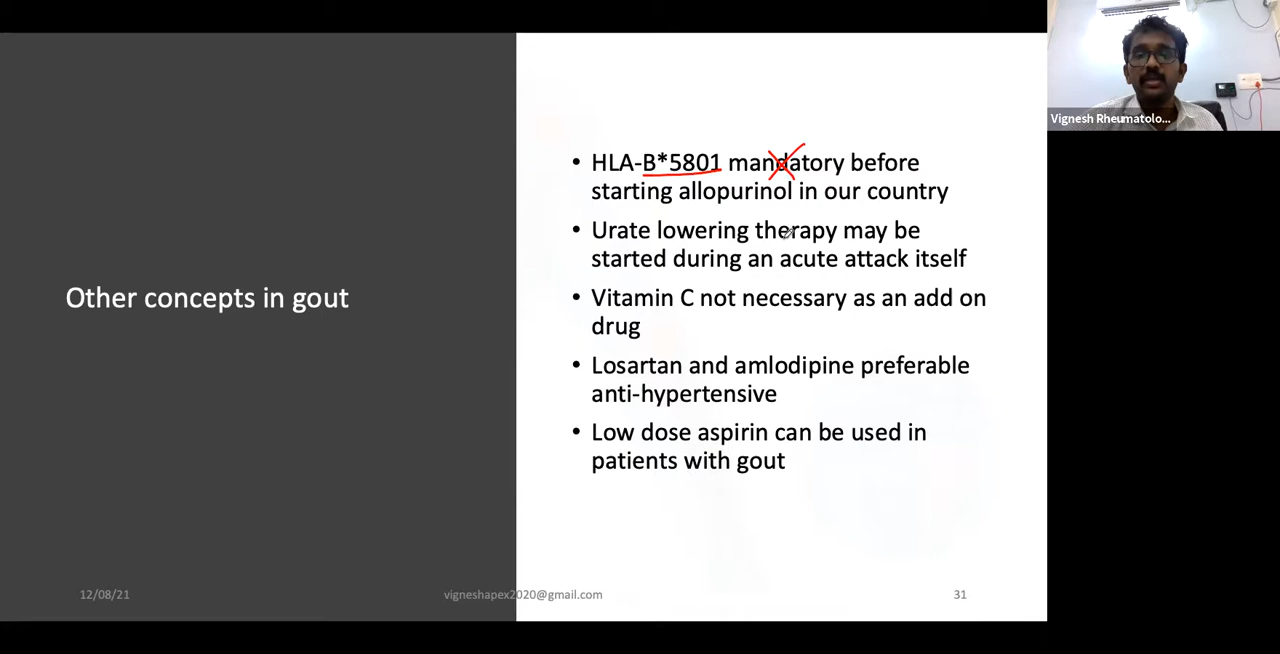 Vignesh Rheumatolo...
Other concepts in gout
• HLA-B*5801 mandatory before
starting allopurinol in our country
• Urate lowering therapy may be
started during an acute attack itself
• Vitamin C not necessary as an add on
drug
• Losartan and amlodipine preferable
anti-hypertensive
• Low dose aspirin can be used in
patients with gout
12/08/21
vigneshapex2020@gmail.com
31